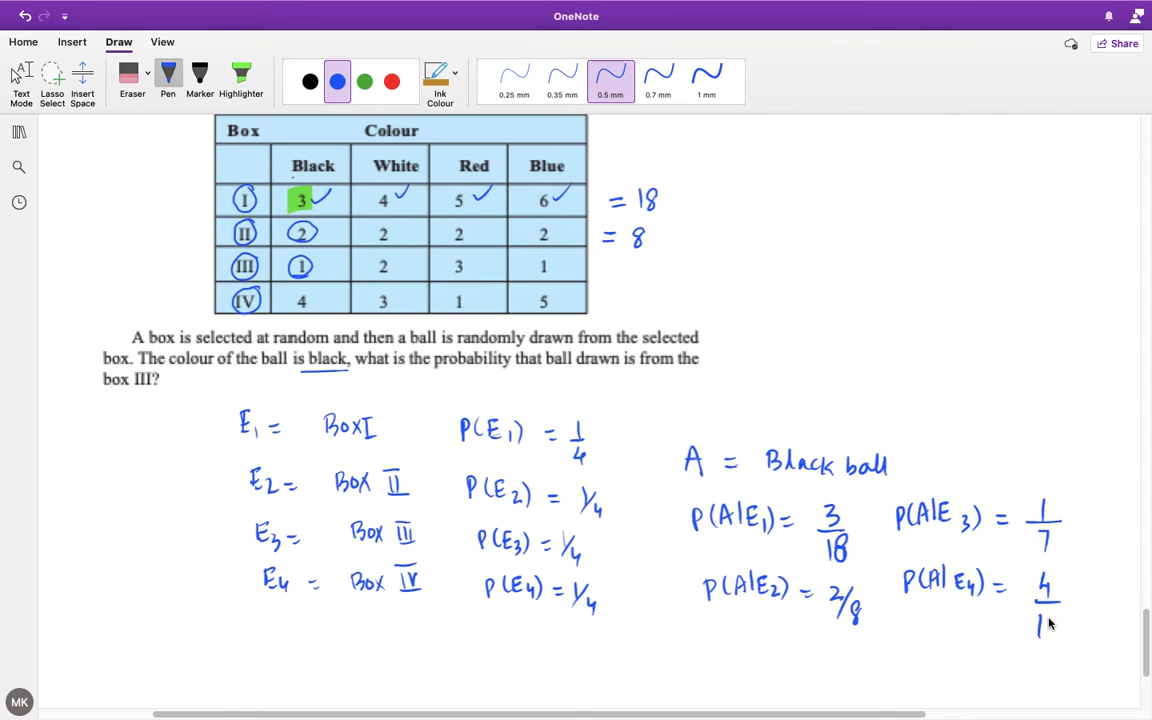 OneNote
Home Insert Draw View
Share
Text Mode
Lasso Select
Insert Space
Eraser
Pen
Marker
Highlighter
Ink Colour
0.25 mm
0.35 mm
0.5 mm
0.7 mm
1 mm
Box Colour
Black White Red Blue
I 3 4 5 6 = 18
II 2 2 2 2 = 8
III 1 2 3 1
IV 4 3 1 5
A box is selected at random and then a ball is randomly drawn from the selected
box. The colour of the ball is black, what is the probability that ball drawn is from the
box III?
E1 = Box I P(E1) = 1/4
A = Black ball
E2 = Box II P(E2) = 1/4
P(A|E1) = 3/18 P(A|E3) = 1/7
E3 = Box III P(E3) = 1/4
E4 = Box IV P(E4) = 1/4
P(A|E2) = 2/8 P(A|E4) = 4/1
MK